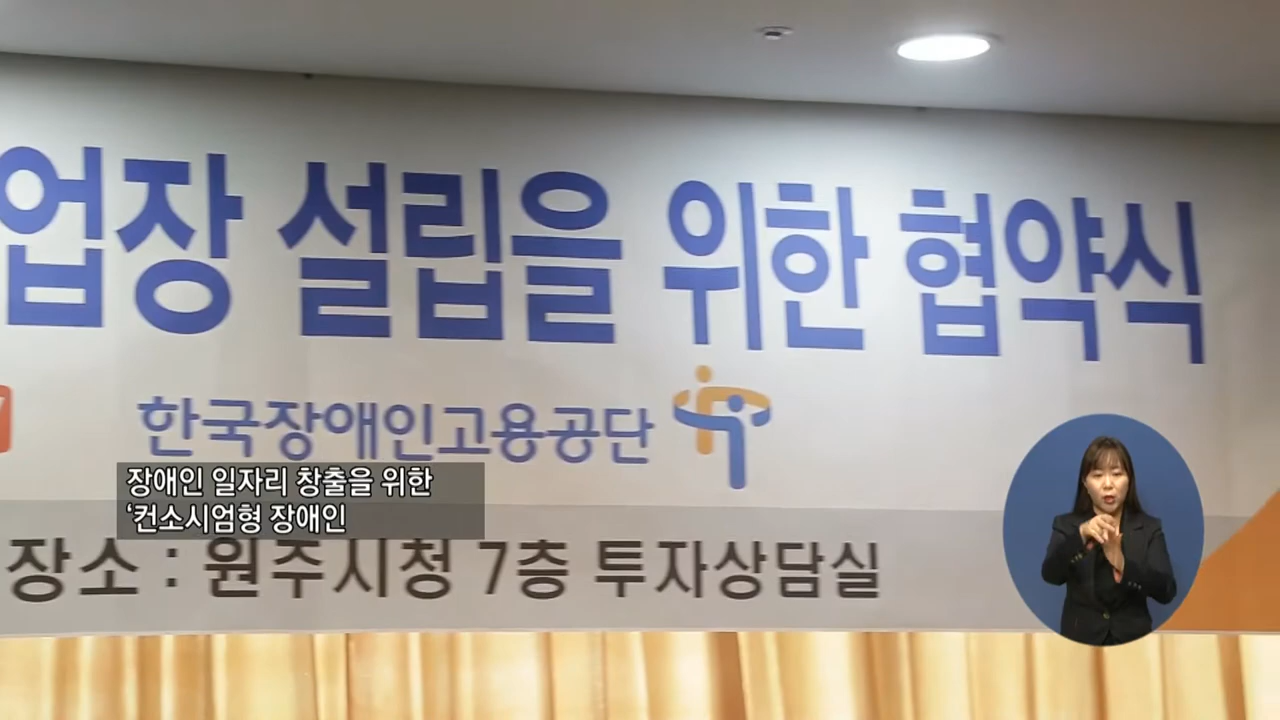 업장 설립을 위한 협약식
한국장애인고용공단
장애인 일자리 창출을 위한
‘컨소시엄형 장애인
장소 : 원주시청 7층 투자상담실